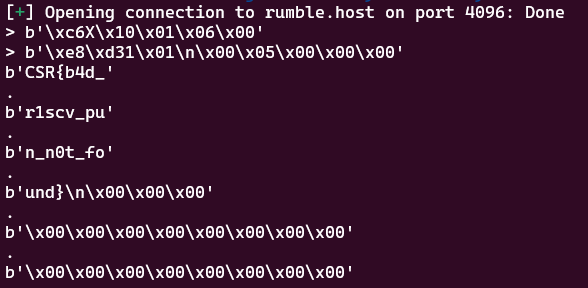 [+] Opening connection to rumble.host on port 4096: Done
> b'\xc6X\x10\x01\x06\x00'
> b'\xe8\xd31\x01\n\x00\x05\x00\x00\x00'
b'CSR{b4d_'
.
b'r1scv_pu'
.
b'n_n0t_fo'
.
b'und}\n\x00\x00\x00'
.
b'\x00\x00\x00\x00\x00\x00\x00\x00'
.
b'\x00\x00\x00\x00\x00\x00\x00\x00'